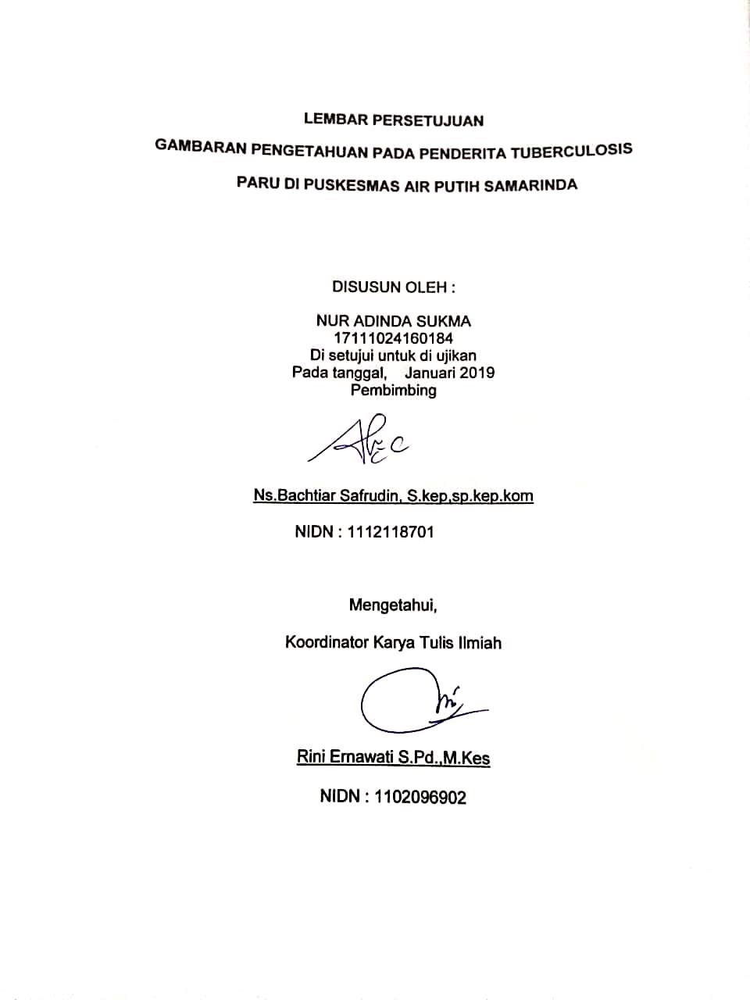 LEMBAR PERSETUJUAN
GAMBARAN PENGETAHUAN PADA PENDERITA TUBERCULOSIS
PARU DI PUSKESMAS AIR PUTIH SAMARINDA
DISUSUN OLEH :
NUR ADINDA SUKMA
17111024160184
Di setujui untuk di ujikan
Pada tanggal, Januari 2019
Pembimbing
Ns.Bachtiar Safrudin, S.kep,sp.kep.kom
NIDN : 1112118701
Mengetahui,
Koordinator Karya Tulis Ilmiah
Rini Ernawati S.Pd.,M.Kes
NIDN : 1102096902